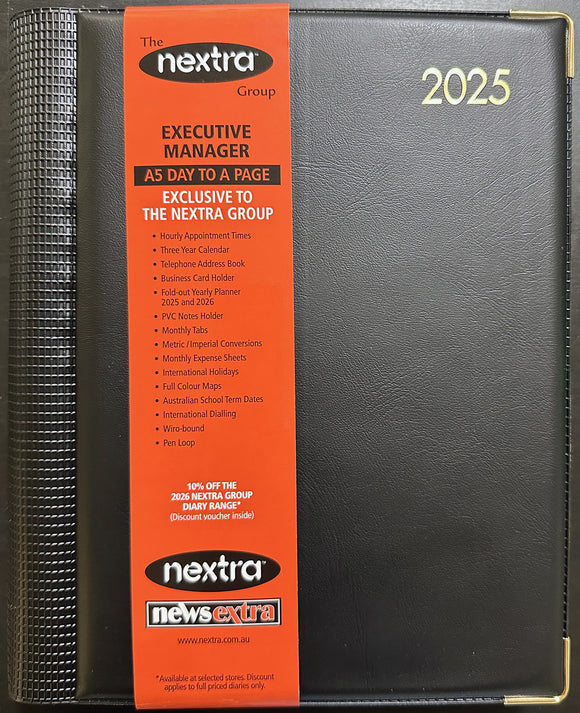 The
nextra™
Group
2025
EXECUTIVE
MANAGER
A5 DAY TO A PAGE
EXCLUSIVE TO
THE NEXTRA GROUP
• Hourly Appointment Times
• Three Year Calendar
• Telephone Address Book
• Business Card Holder
• Fold-out Yearly Planner
2025 and 2026
• PVC Notes Holder
• Monthly Tabs
• Metric/Imperial Conversions
• Monthly Expense Sheets
• International Holidays
• Full Colour Maps
• Australian School Term Dates
• International Dialling
• Wiro-bound
• Pen Loop
10% OFF THE
2026 NEXTRA GROUP
DIARY RANGE*
(Discount voucher inside)
nextra™
newsextra
www.nextra.com.au
*Available at selected stores. Discount
applies to full priced diaries only.